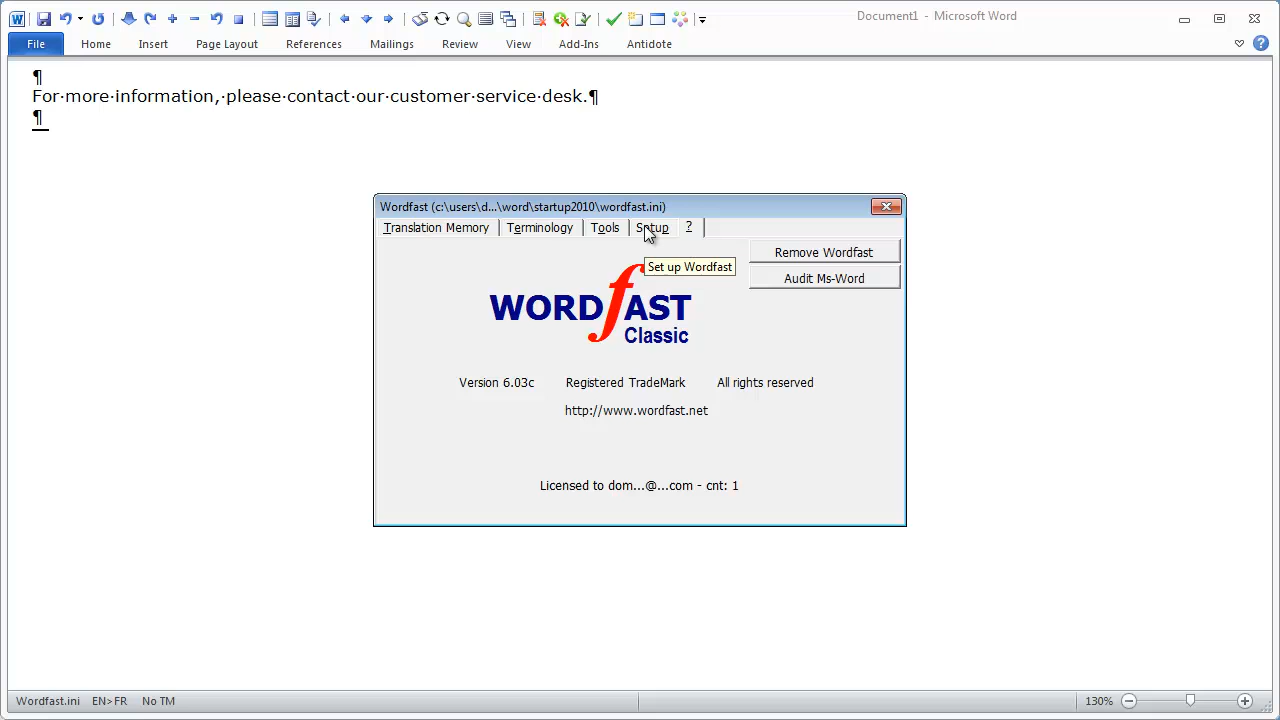 Document1 - Microsoft Word
File Home Insert Page Layout References Mailings Review View Add-Ins Antidote
¶
For·more·information,·please·contact·our·customer·service·desk.¶
¶
Wordfast (c:\users\d...\word\startup2010\wordfast.ini)
Translation Memory Terminology Tools Setup ?
Remove Wordfast
Set up Wordfast
Audit Ms-Word
WORDfAST
Classic
Version 6.03c Registered TradeMark All rights reserved
http://www.wordfast.net
Licensed to dom...@...com - cnt: 1
Wordfast.ini EN>FR No TM 130%